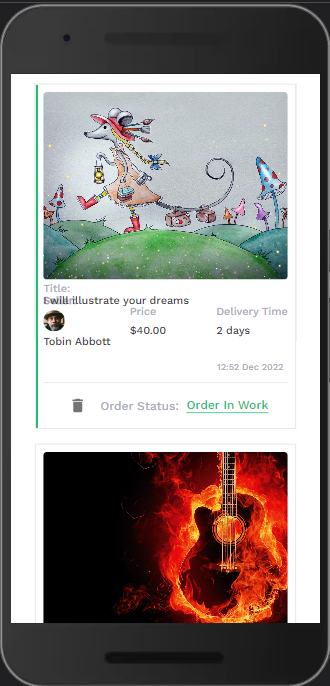 Title:
I will illustrate your dreams
Seller:
Price
Delivery Time
$40.00
2 days
Tobin Abbott
12:52 Dec 2022
Order Status: Order In Work